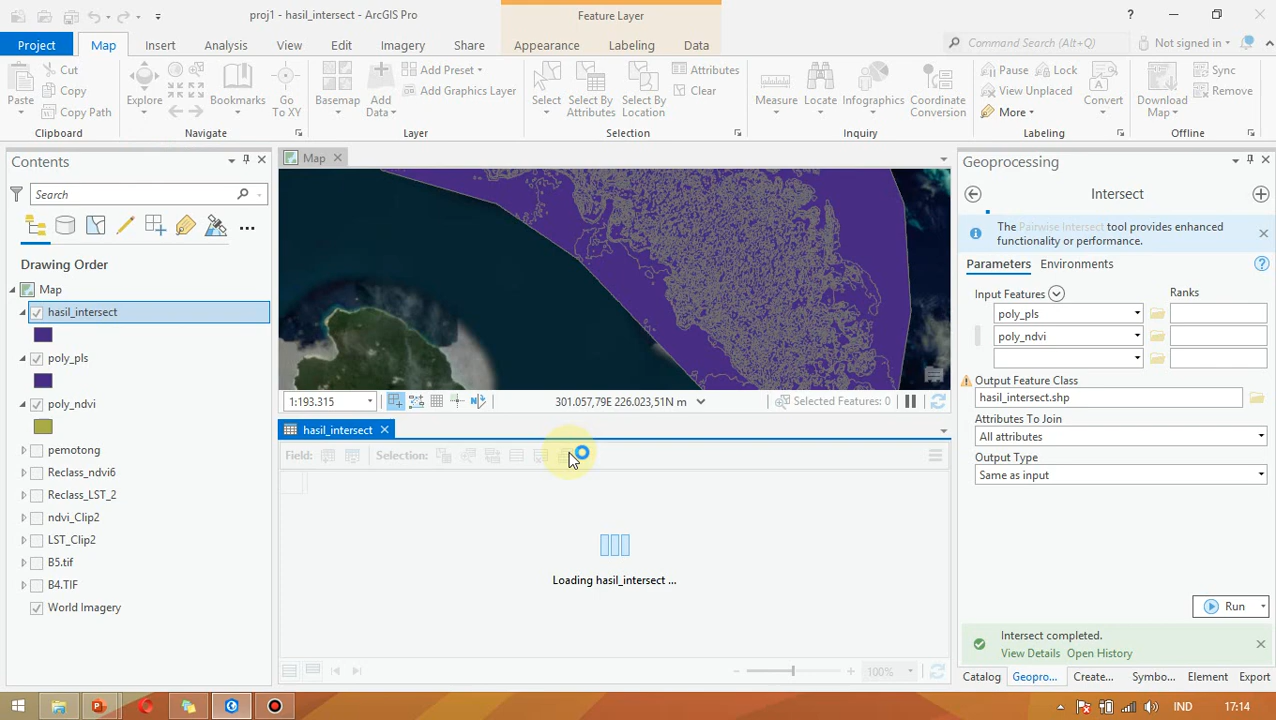 proj1 - hasil_intersect - ArcGIS Pro
Feature Layer
?
Project
Map
Insert
Analysis
View
Edit
Imagery
Share
Appearance
Labeling
Data
Command Search (Alt+Q)
Not signed in
Paste
Cut
Copy
Copy Path
Clipboard
Explore
Bookmarks
Go To XY
Navigate
Basemap
Add Data
Add Preset
Add Graphics Layer
Layer
Select
Select By Attributes
Select By Location
Attributes
Clear
Selection
Measure
Locate
Infographics
Coordinate Conversion
Inquiry
Pause
Lock
View Unplaced
More
Convert
Labeling
Download Map
Sync
Remove
Offline
Contents
Search
Drawing Order
Map
hasil_intersect
poly_pls
poly_ndvi
pemotong
Reclass_ndvi6
Reclass_LST_2
ndvi_Clip2
LST_Clip2
B5.tif
B4.TIF
World Imagery
Map
1:193.315
301.057,79E 226.023,51N m
Selected Features: 0
hasil_intersect
Field:
Selection:
Loading hasil_intersect ...
100%
Geoprocessing
Intersect
The Pairwise Intersect tool provides enhanced
functionality or performance.
Parameters
Environments
Input Features
Ranks
poly_pls
poly_ndvi
Output Feature Class
hasil_intersect.shp
Attributes To Join
All attributes
Output Type
Same as input
Run
Intersect completed.
View Details
Open History
Catalog
Geopro...
Create...
Symbo...
Element
Export
IND
17:14